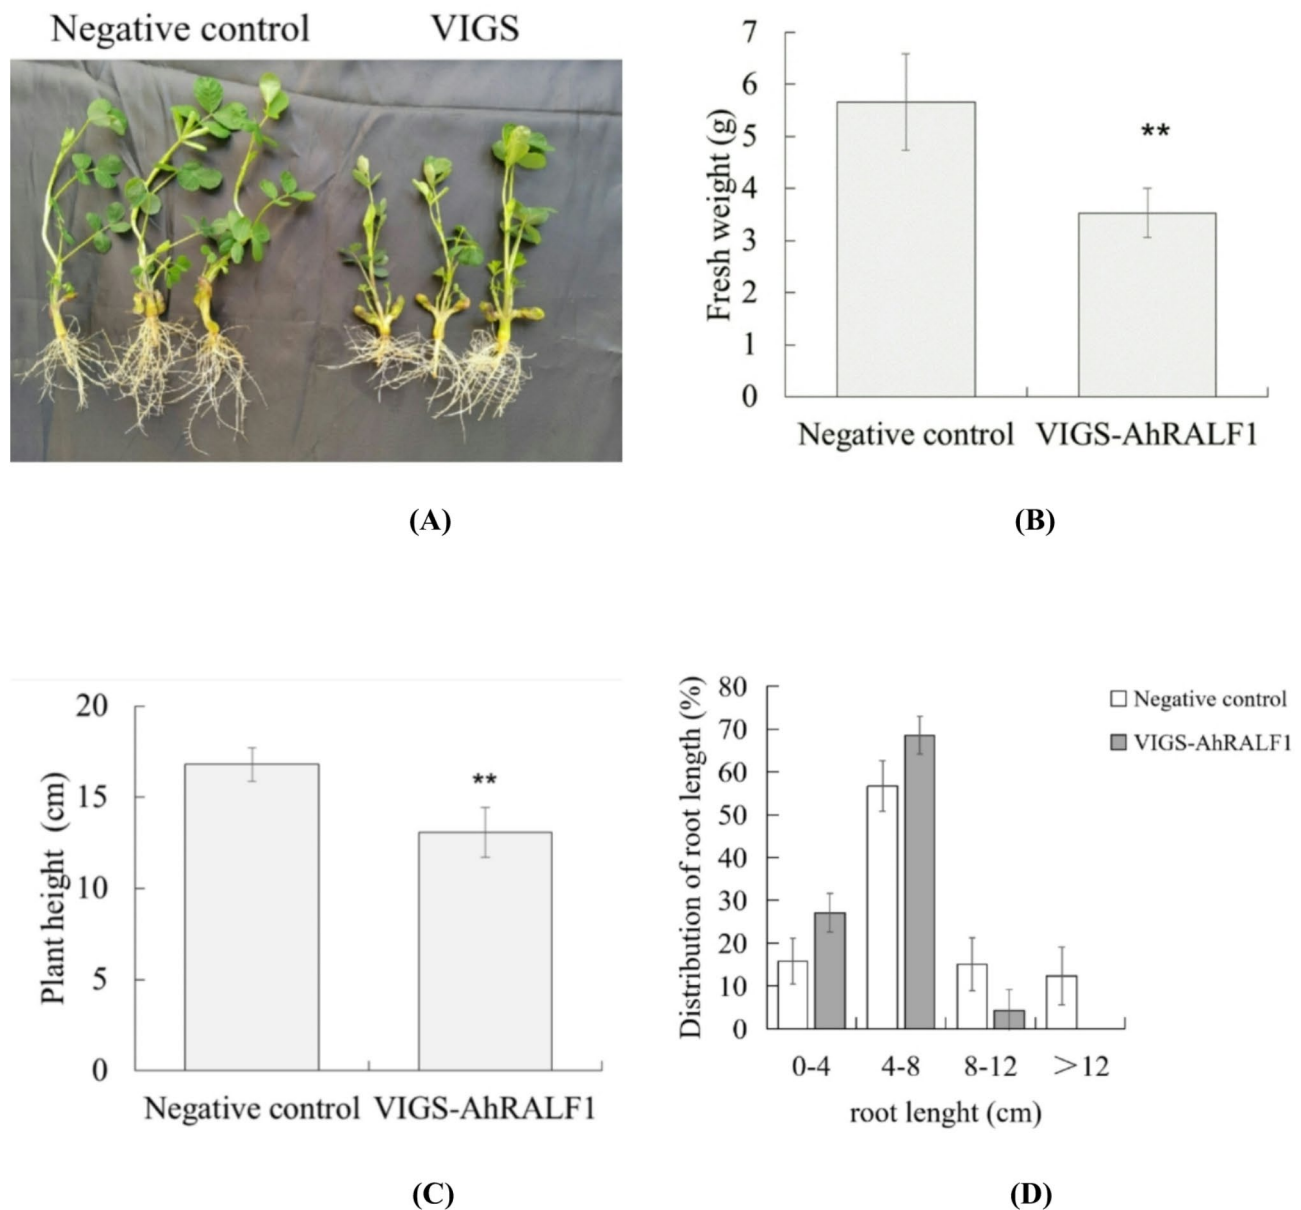 Negative control VIGS
(A)
Fresh weight (g)
7
6
5
4
3
2
1
0
**
Negative control VIGS-AhRALF1
(B)
Plant height (cm)
20
15
10
5
0
**
Negative control VIGS-AhRALF1
(C)
Distribution of root length (%)
80
70
60
50
40
30
20
10
0
Negative control
VIGS-AhRALF1
0-4 4-8 8-12 >12
root lenght (cm)
(D)